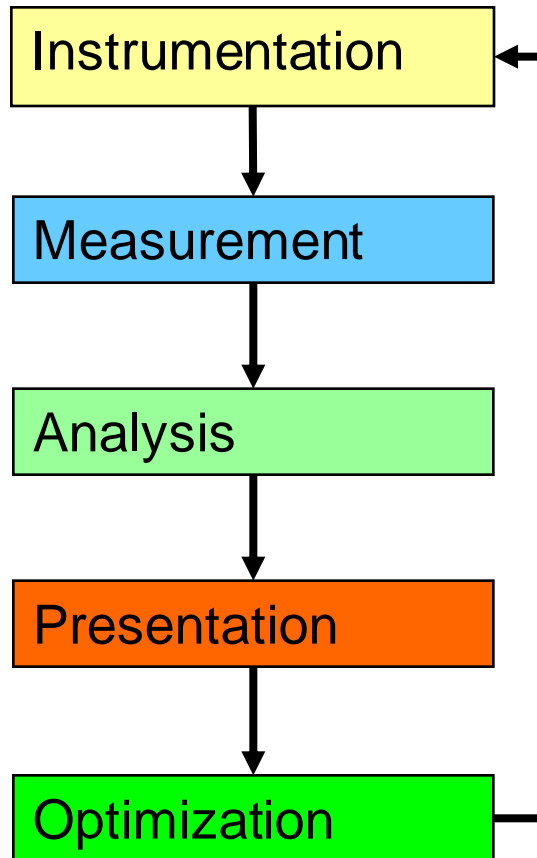 Instrumentation
Measurement
Analysis
Presentation
Optimization